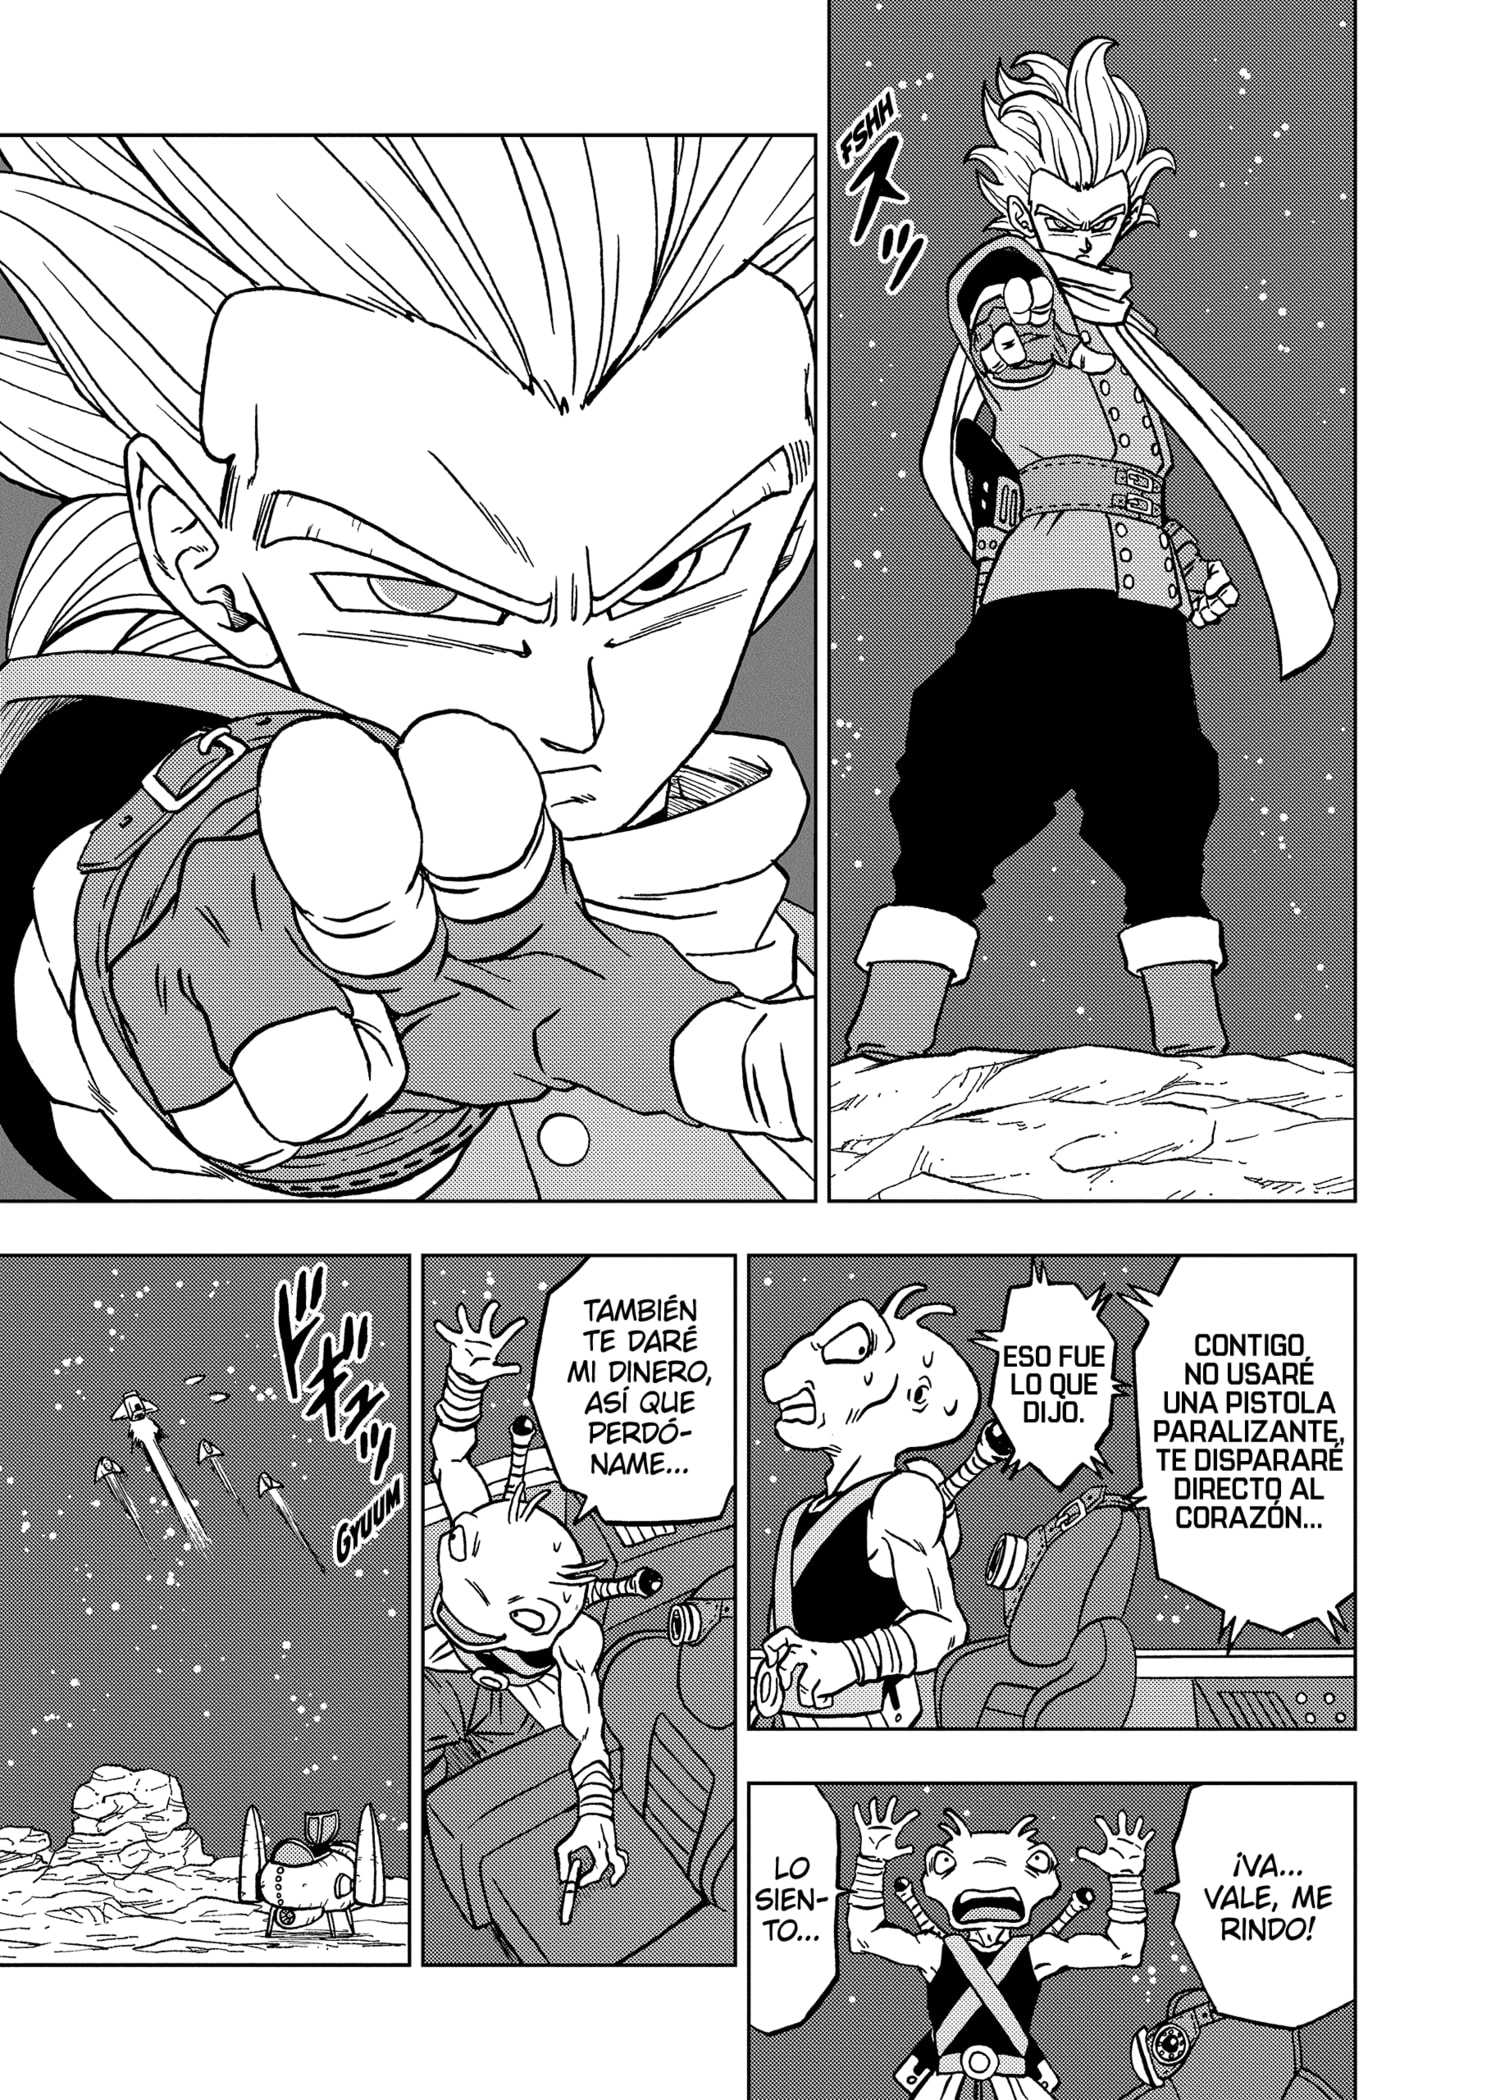 FSHH
スッ
CONTIGO
NO USARÉ
UNA PISTOLA
PARALIZANTE,
TE DISPARARÉ
DIRECTO AL
CORAZÓN...
ESO FUE
LO QUE
DIJO.
¡VA...
VALE, ME
RINDO!
LO
SIEN-
TO...
TAMBIÉN
TE DARÉ
MI DINERO,
ASÍ QUE
PERDÓ-
NAME...
ドギュッ
GYUUM